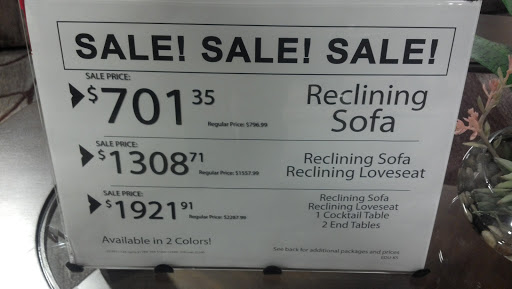 SALE! SALE! SALE!
SALE PRICE:
$701 35
Regular Price: $796.99
Reclining
Sofa
SALE PRICE:
$1308 71
Regular Price: $1557.99
Reclining Sofa
Reclining Loveseat
SALE PRICE:
$1921 91
Regular Price: $2287.99
Reclining Sofa
Reclining Loveseat
1 Cocktail Table
2 End Tables
Available in 2 Colors!
See back for additional packages and prices